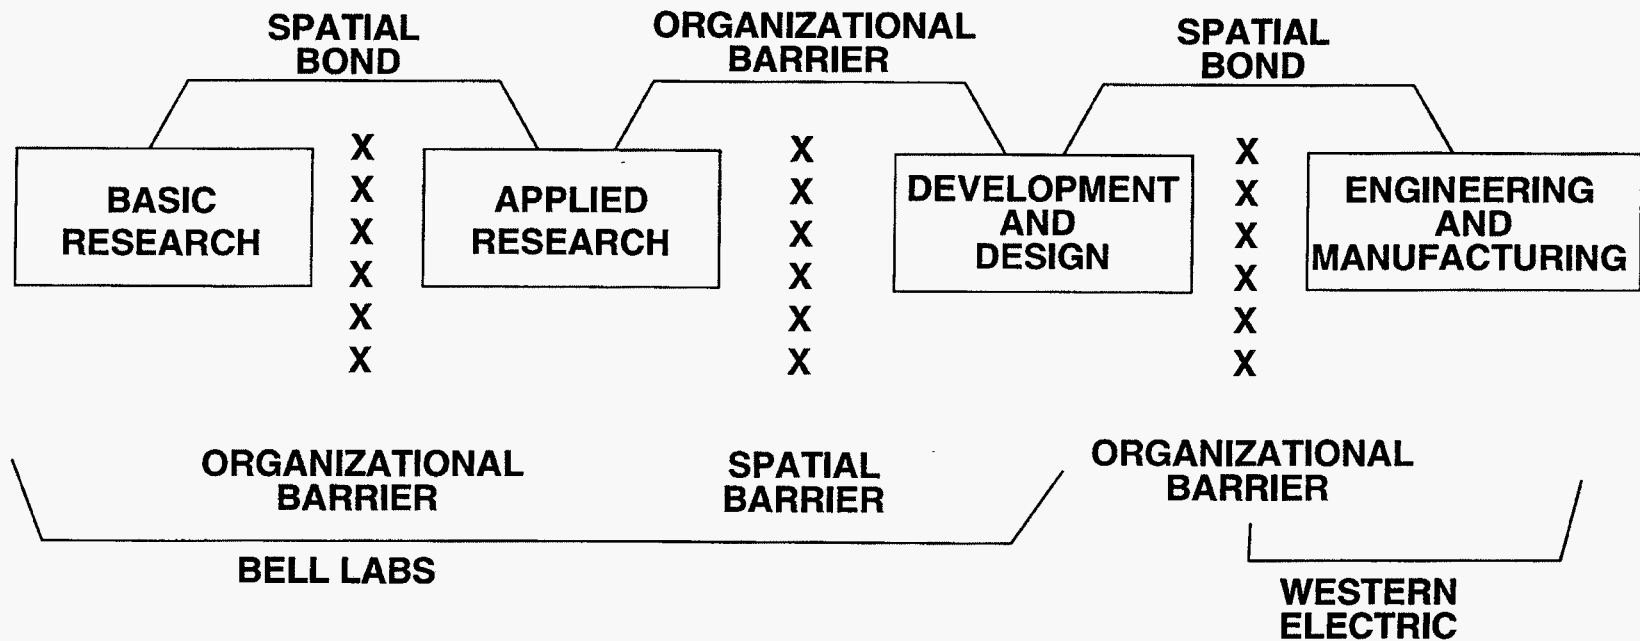 SPATIAL
BOND
ORGANIZATIONAL
BARRIER
SPATIAL
BOND
BASIC
RESEARCH
X
X
X
X
X
X
APPLIED
RESEARCH
X
X
X
X
X
X
DEVELOPMENT
AND
DESIGN
X
X
X
X
X
X
ENGINEERING
AND
MANUFACTURING
ORGANIZATIONAL
BARRIER
SPATIAL
BARRIER
ORGANIZATIONAL
BARRIER
BELL LABS
WESTERN
ELECTRIC